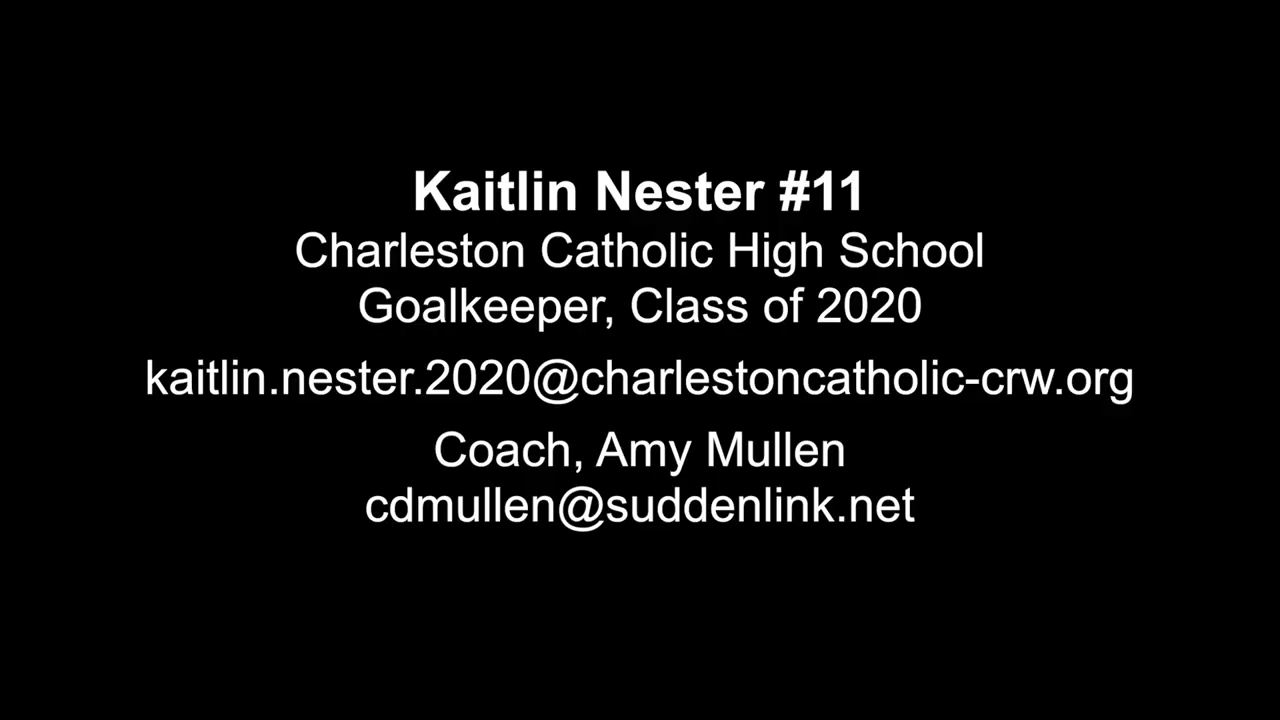 Kaitlin Nester #11
Charleston Catholic High School
Goalkeeper, Class of 2020
kaitlin.nester.2020@charlestoncatholic-crw.org
Coach, Amy Mullen
cdmullen@suddenlink.net